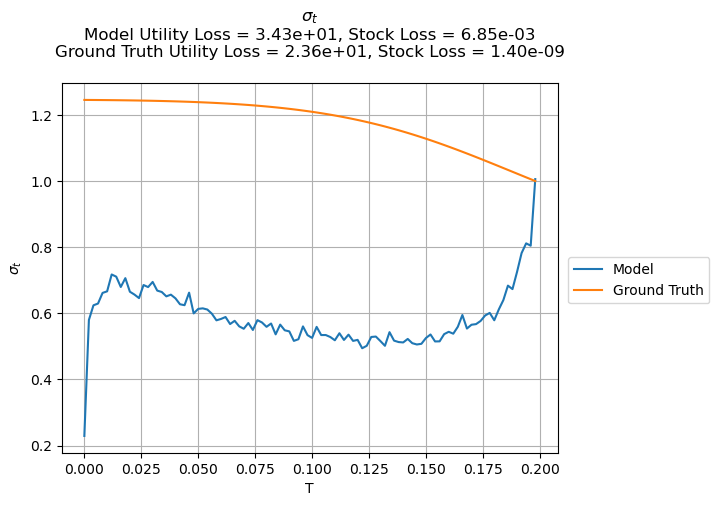 σt
Model Utility Loss = 3.43e+01, Stock Loss = 6.85e-03
Ground Truth Utility Loss = 2.36e+01, Stock Loss = 1.40e-09
1.2
1.0
0.8
0.6
0.4
0.2
σt
0.000 0.025 0.050 0.075 0.100 0.125 0.150 0.175 0.200
T
Model
Ground Truth